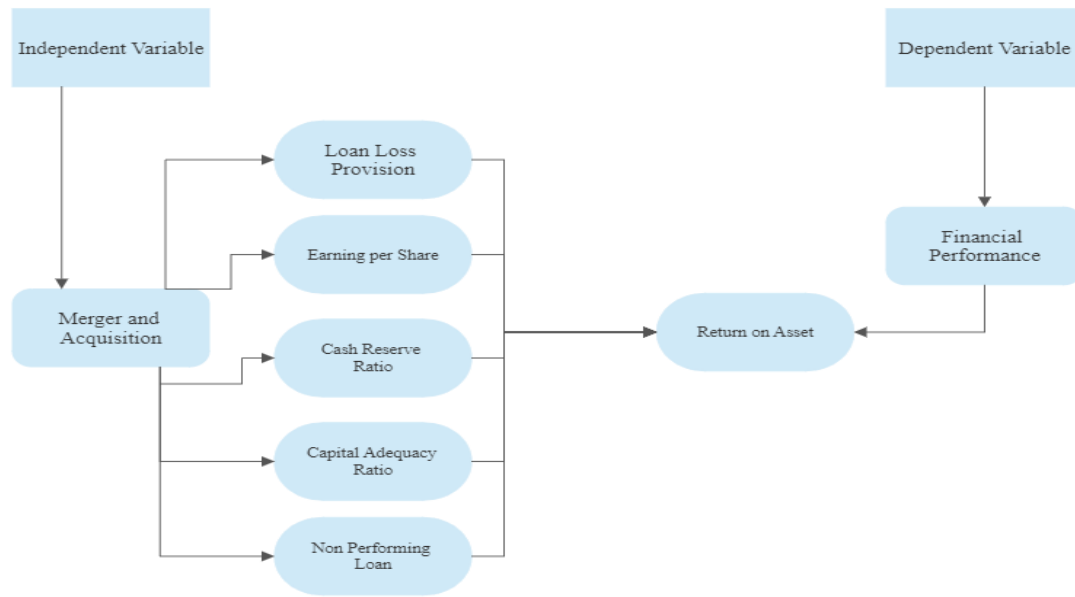 Independent Variable
Dependent Variable
Loan Loss
Provision
Earning per Share
Merger and
Acquisition
Cash Reserve
Ratio
Capital Adequacy
Ratio
Non Performing
Loan
Return on Asset
Financial
Performance